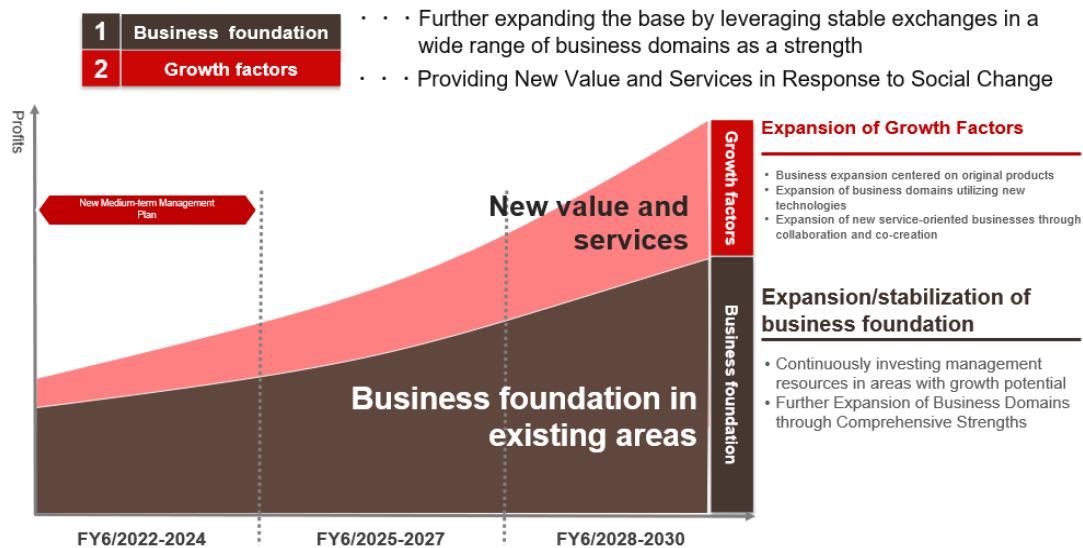 1 Business foundation
・・・Further expanding the base by leveraging stable exchanges in a
wide range of business domains as a strength
2 Growth factors
・・・Providing New Value and Services in Response to Social Change
Profits
New Medium-term Management
Plan
New value and
services
Business foundation in
existing areas
Growth factors
Business foundation
Expansion of Growth Factors
• Business expansion centered on original products
• Expansion of business domains utilizing new
technologies
• Expansion of new service-oriented businesses through
collaboration and co-creation
Expansion/stabilization of
business foundation
• Continuously investing management
resources in areas with growth potential
• Further Expansion of Business Domains
through Comprehensive Strengths
FY6/2022-2024
FY6/2025-2027
FY6/2028-2030